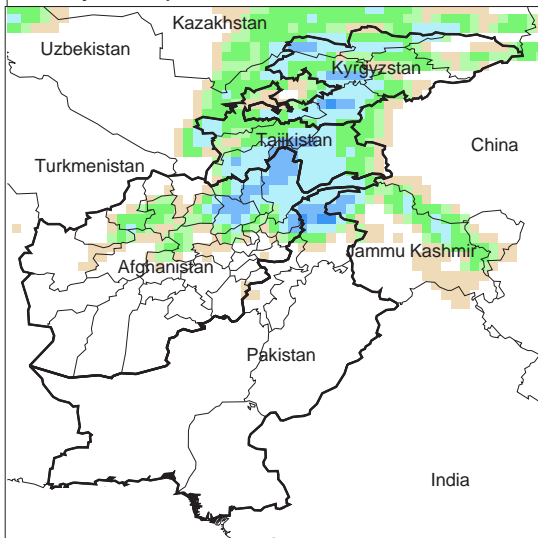 Kazakhstan
Uzbekistan
Kyrgyzstan
Tajikistan
China
Turkmenistan
Jammu Kashmir
Afghanistan
Pakistan
India